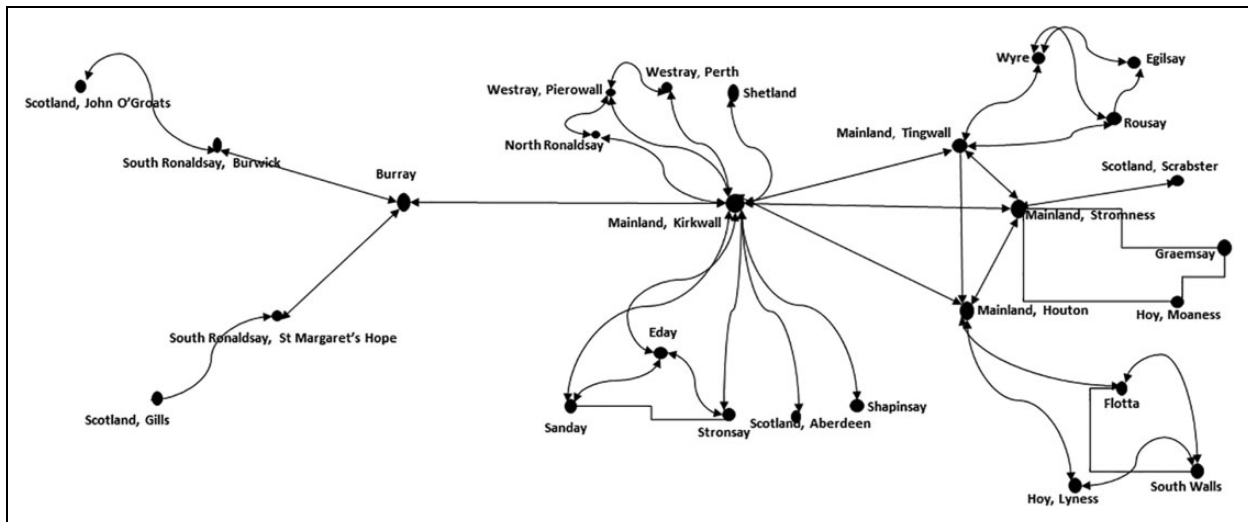 Scotland, John O'Groats
South Ronaldsay, Burwick
Burray
South Ronaldsay, St Margaret's Hope
Scotland, Gills
Westray, Perth
Westray, Pierowall
Shetland
North Ronaldsay
Mainland, Kirkwall
Eday
Sanday
Stronsay
Scotland, Aberdeen
Shapinsay
Wyre
Egilsay
Rousay
Mainland, Tingwall
Scotland, Scrabster
Mainland, Stromness
Graemsay
Mainland, Houton
Hoy, Moaness
Flotta
Hoy, Lyness
South Walls